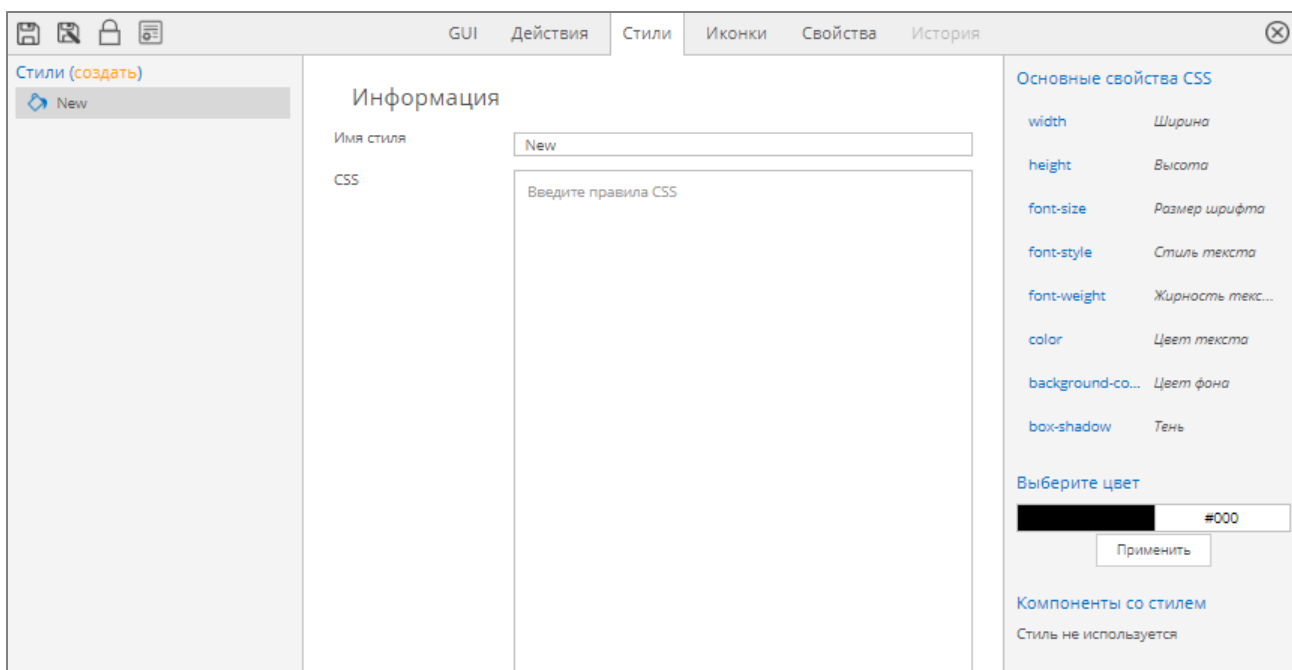 GUI Действия Стили Иконки Свойства История
Стили (создать)
New
Информация
Имя стиля New
CSS Введите правила CSS
Основные свойства CSS
width Ширина
height Высота
font-size Размер шрифта
font-style Стиль текста
font-weight Жирность текс...
color Цвет текста
background-co... Цвет фона
box-shadow Тень
Выберите цвет
#000
Применить
Компоненты со стилем
Стиль не используется